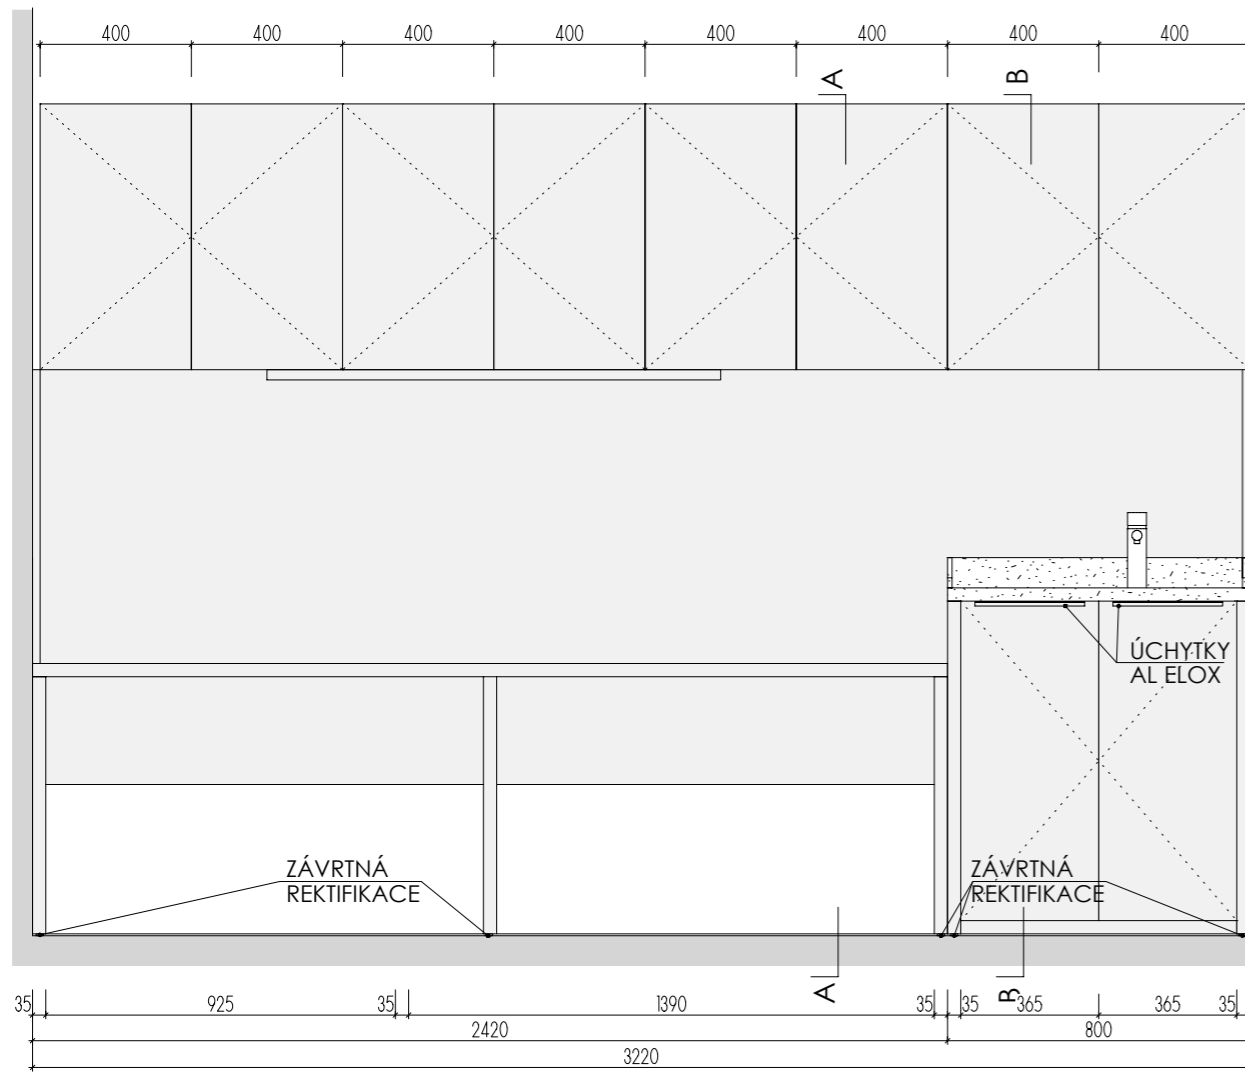 400 400 400 400 400 400 400 400
A B
ÚCHYTKY
AL ELOX
ZÁVRTNÁ
REKTIFIKACE
ZÁVRTNÁ
REKTIFIKACE
A B
35 925 35 1390 35 35 365 365 35
2420 800
3220